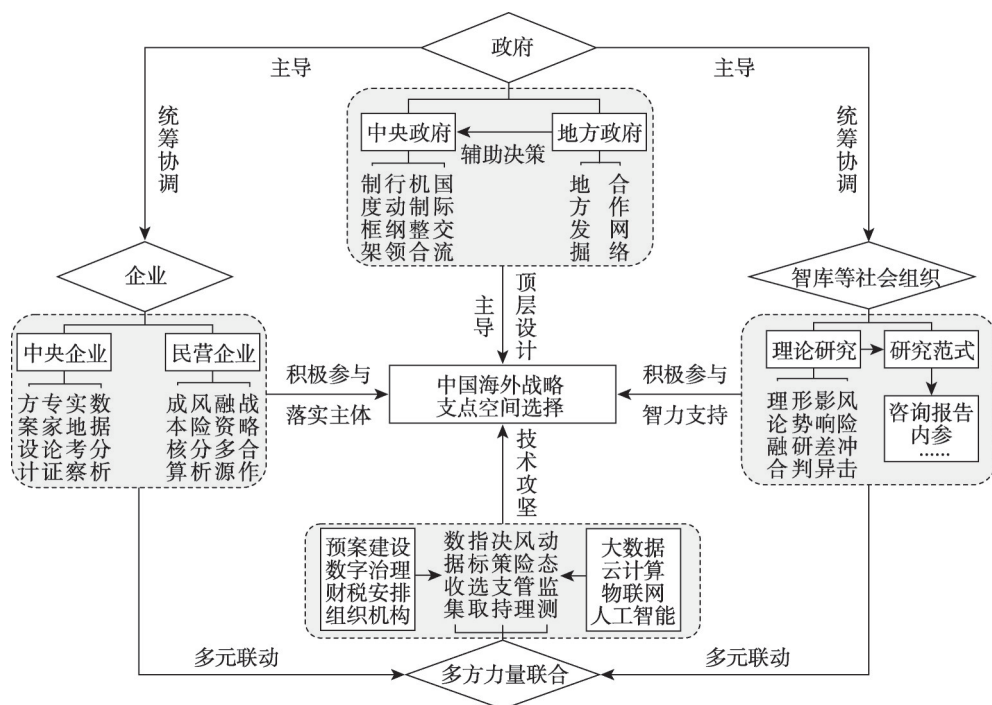 政府
主导
主导
统筹协调
统筹协调
中央政府
地方政府
辅助决策
制度框架
行动纲领
机制整合
国际交流
地方发掘
合作网络
企业
智库等社会组织
主导
顶层设计
中央企业
民营企业
方案设计
专家论证
实地考察
数据分析
成本核算
风险分析
融资多源
战略合作
积极参与
落实主体
中国海外战略
支点空间选择
积极参与
智力支持
理论研究
研究范式
理论融合
形势研判
影响差异
风险冲击
咨询报告
内参
……
技术攻坚
预案建设
数字治理
财税安排
组织机构
数据收集
指标选取
决策支持
风险管理
动态监测
大数据
云计算
物联网
人工智能
多元联动
多方力量联合
多元联动